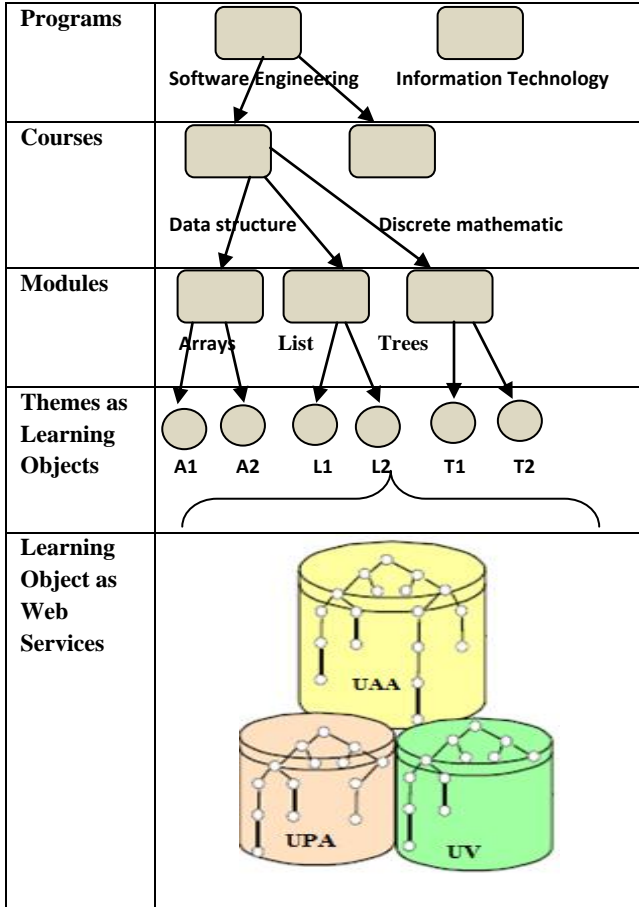 Programs
Software Engineering
Information Technology
Courses
Data structure
Discrete mathematic
Modules
Arrays
List
Trees
Themes as
Learning
Objects
A1
A2
L1
L2
T1
T2
Learning
Object as
Web
Services
UAA
UPA
UV